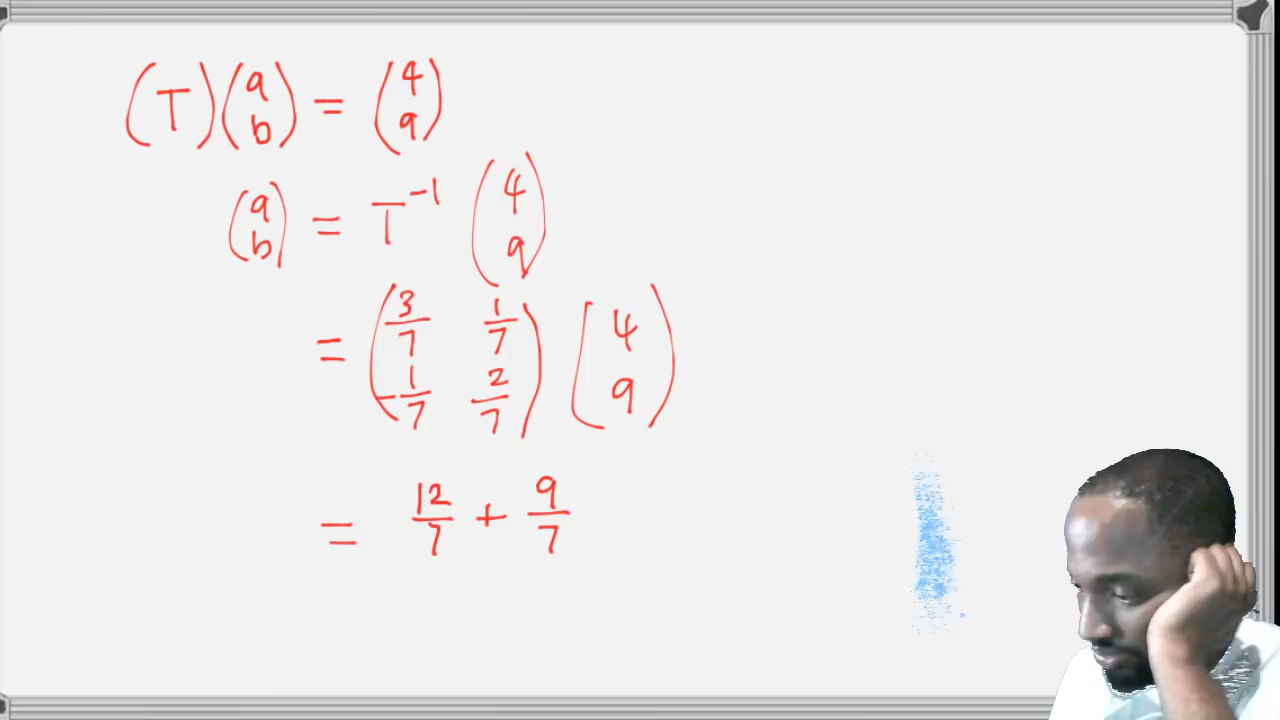 (T)(a b) = (4 9)
(a b) = T⁻¹ (4 9)
= (3/7 1/7 -1/7 2/7) (4 9)
= 12/7 + 9/7